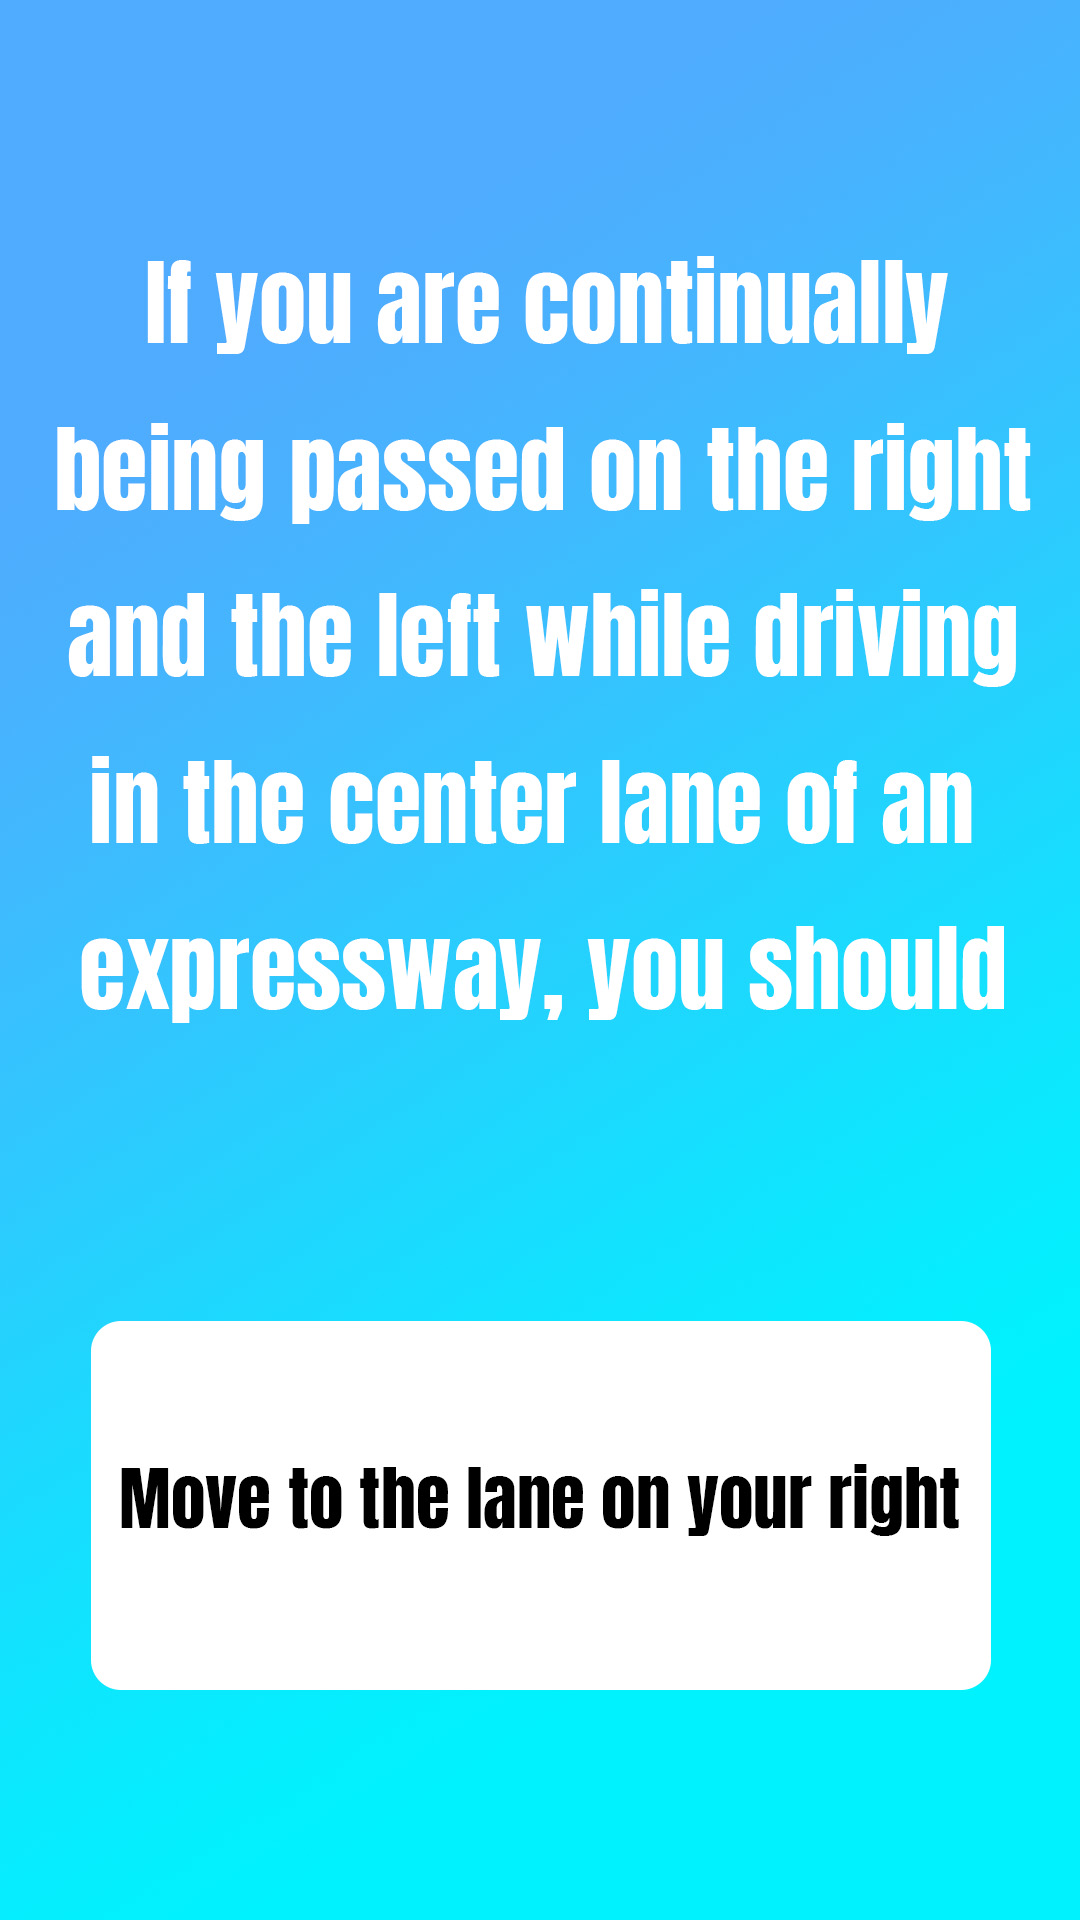 If you are continually
being passed on the right
and the left while driving
in the center lane of an
expressway, you should
Move to the lane on your right